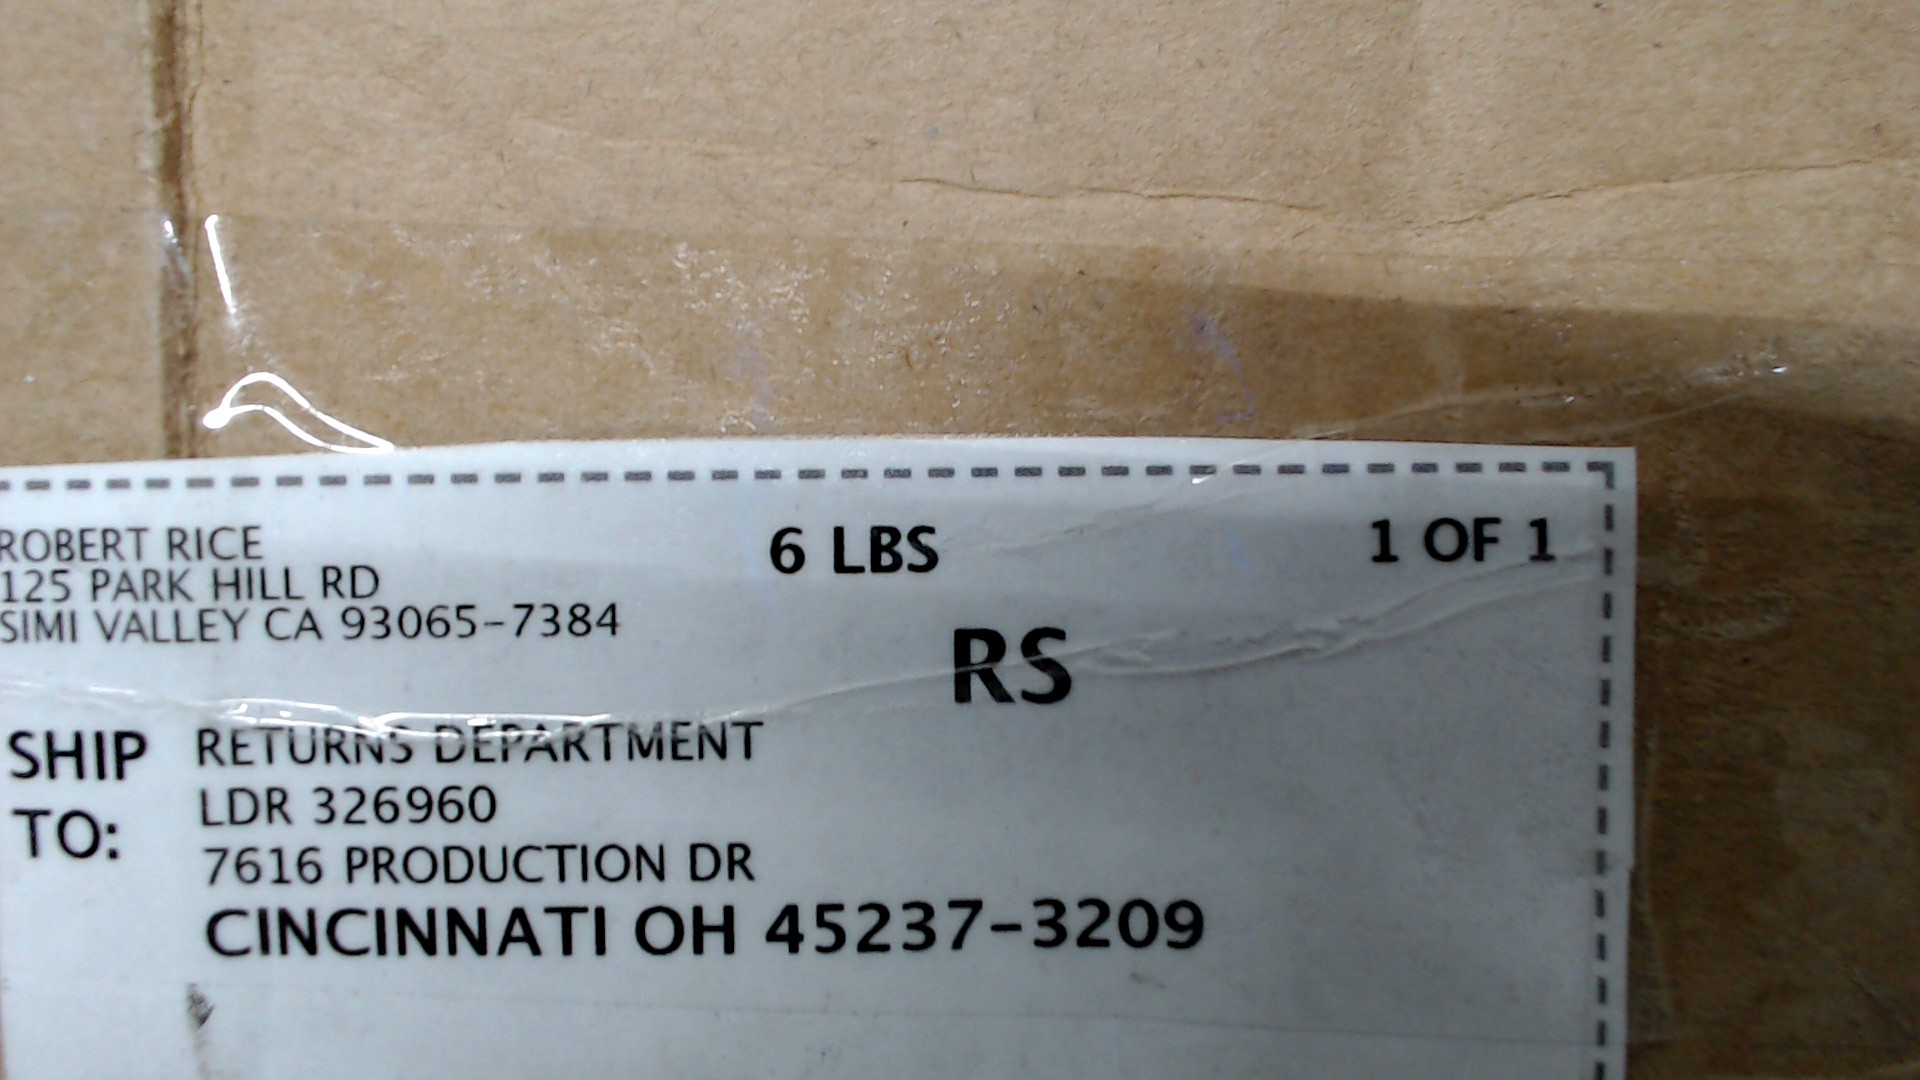 ROBERT RICE
125 PARK HILL RD
SIMI VALLEY CA 93065-7384
6 LBS
1 OF 1
RS
SHIP TO:
RETURNS DEPARTMENT
LDR 326960
7616 PRODUCTION DR
CINCINNATI OH 45237-3209